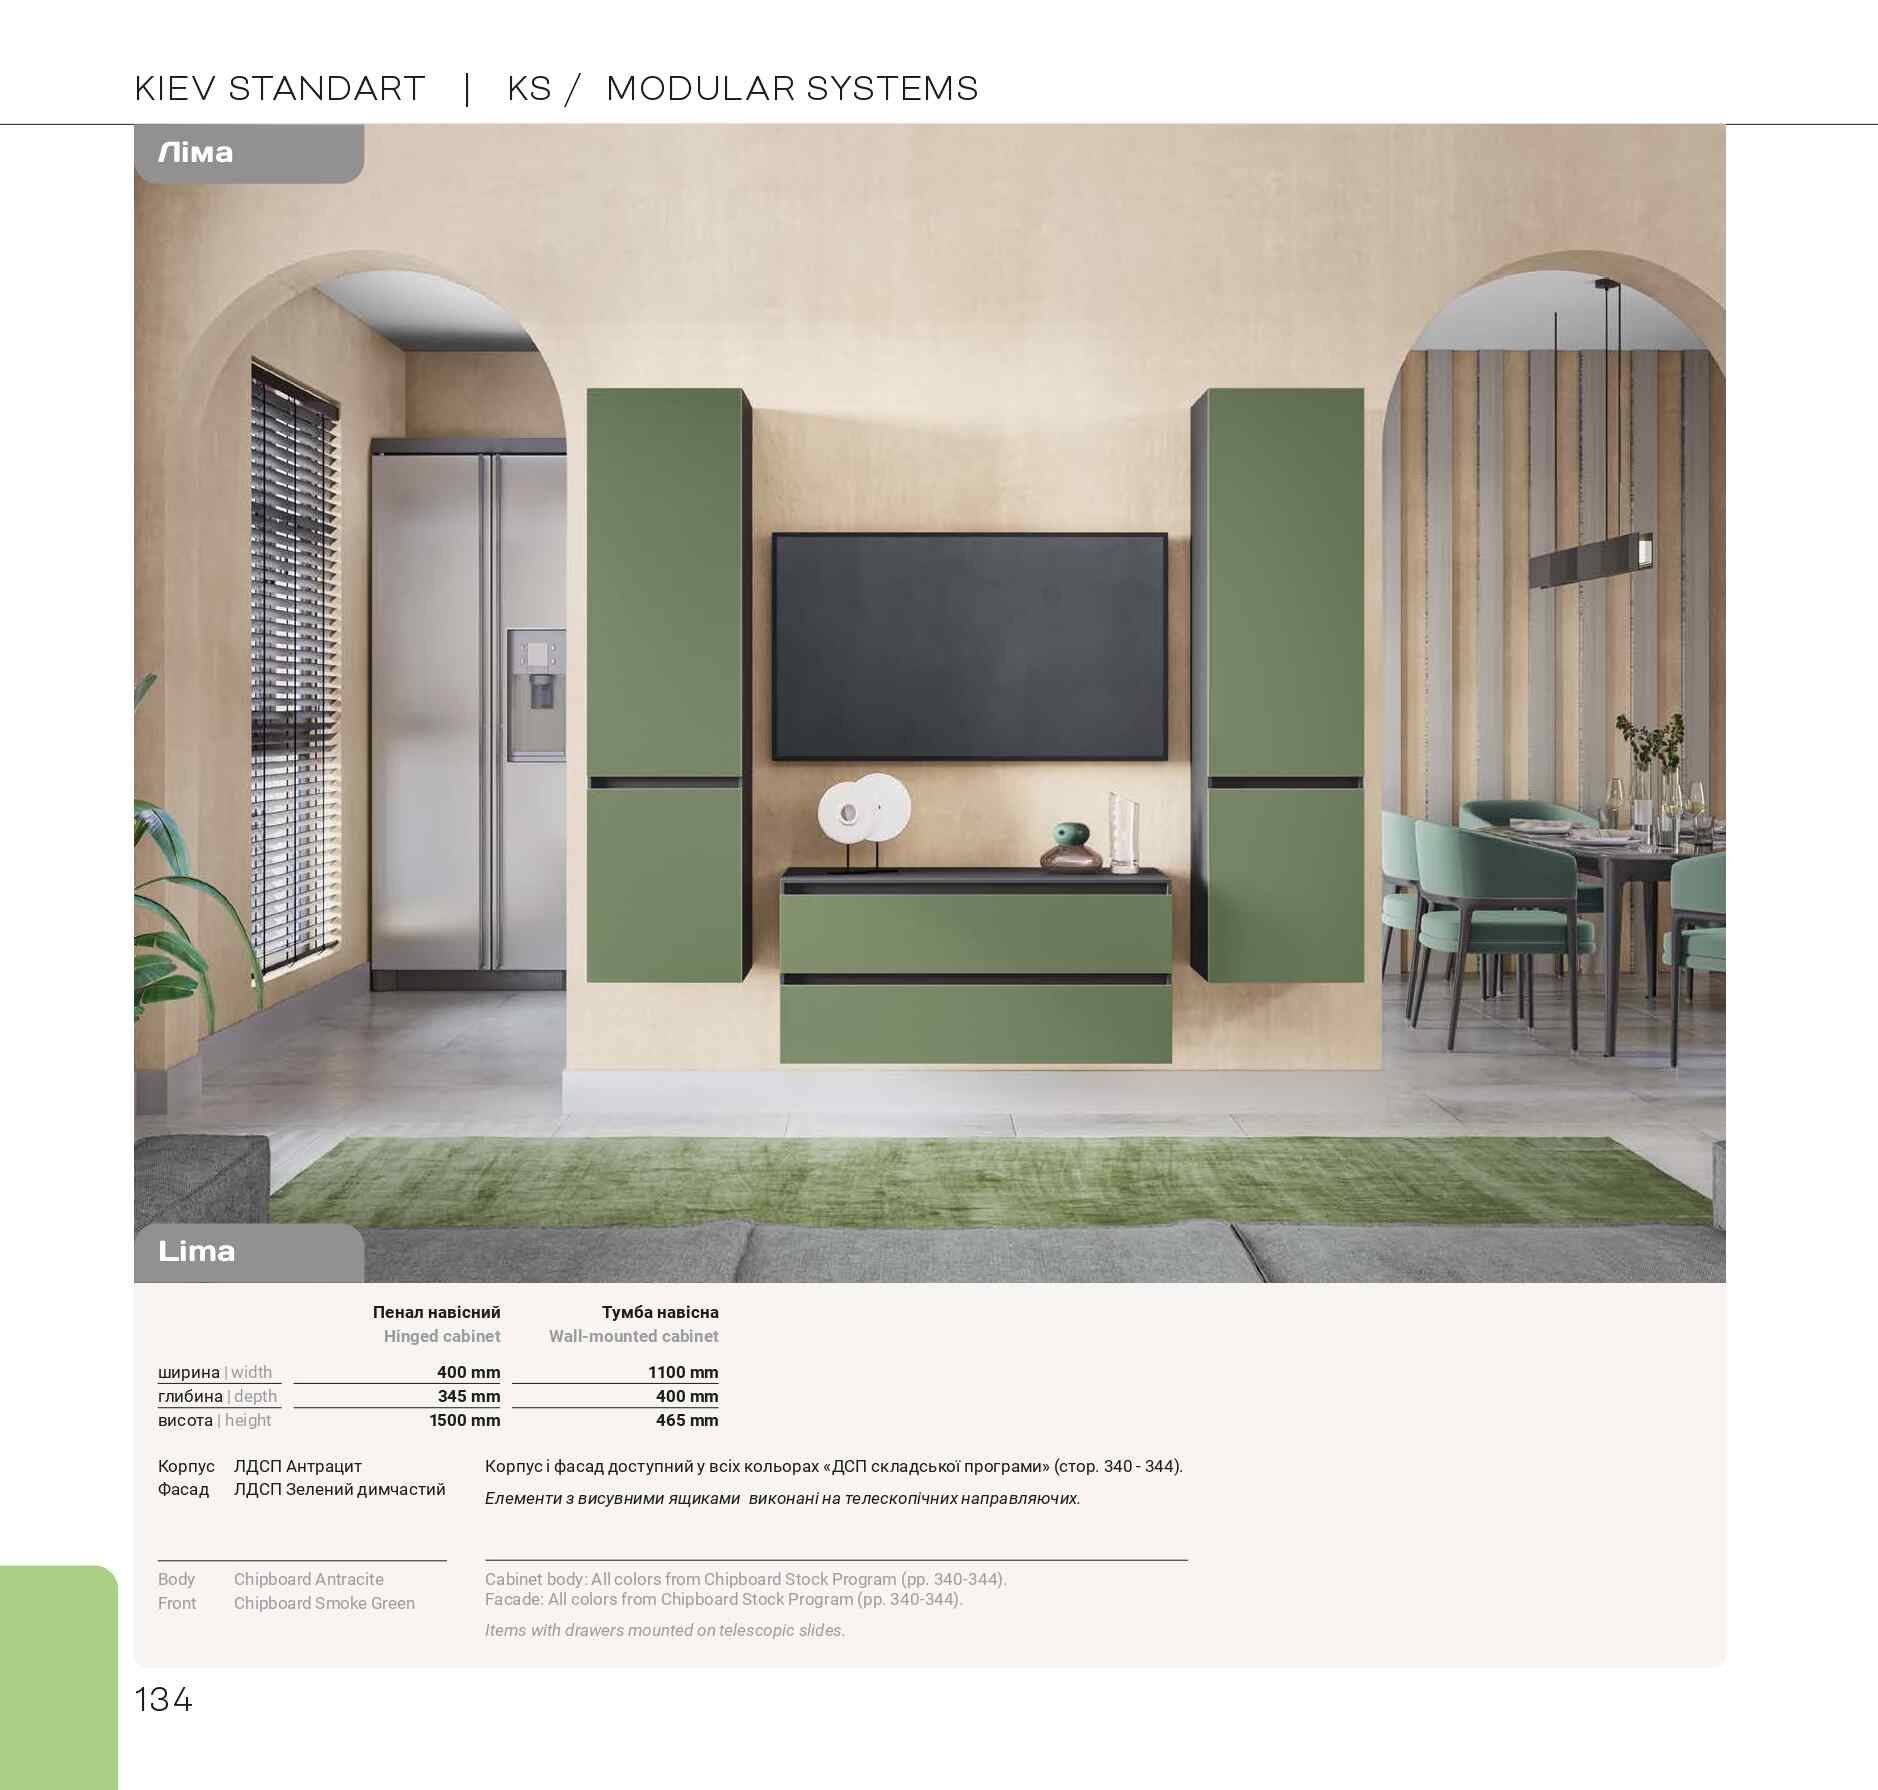 KIEV STANDART | KS / MODULAR SYSTEMS
Ліма
Lima
Пенал навісний Тумба навісна
Hinged cabinet Wall-mounted cabinet
ширина | width 400 mm 1100 mm
глибина | depth 345 mm 400 mm
висота | height 1500 mm 465 mm
Корпус ЛДСП Антрацит
Фасад ЛДСП Зелений димчастий
Корпус і фасад доступний у всіх кольорах «ДСП складської програми» (стор. 340 - 344).
Елементи з висувними ящиками виконані на телескопічних направляючих.
Body Chipboard Antracite
Front Chipboard Smoke Green
Cabinet body: All colors from Chipboard Stock Program (pp. 340-344).
Facade: All colors from Chipboard Stock Program (pp. 340-344).
Items with drawers mounted on telescopic slides.
134